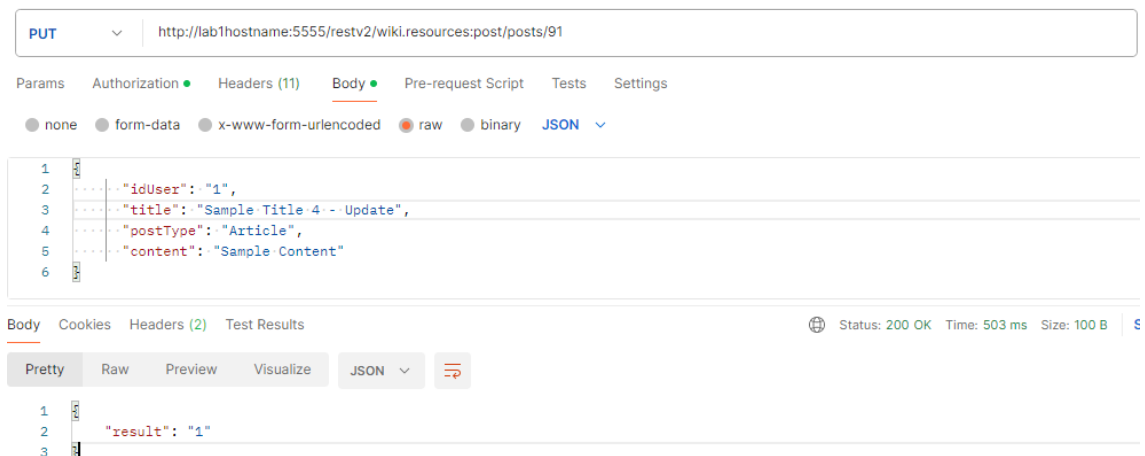 PUT http://lab1hostname:5555/restv2/wiki.resources:post/posts/91
Params Authorization Headers (11) Body Pre-request Script Tests Settings
none form-data x-www-form-urlencoded raw binary JSON
1 {
2 "idUser": "1",
3 "title": "Sample Title 4 - Update",
4 "postType": "Article",
5 "content": "Sample Content"
6 }
Body Cookies Headers (2) Test Results Status: 200 OK Time: 503 ms Size: 100 B S
Pretty Raw Preview Visualize JSON
1 {
2 "result": "1"
3 }